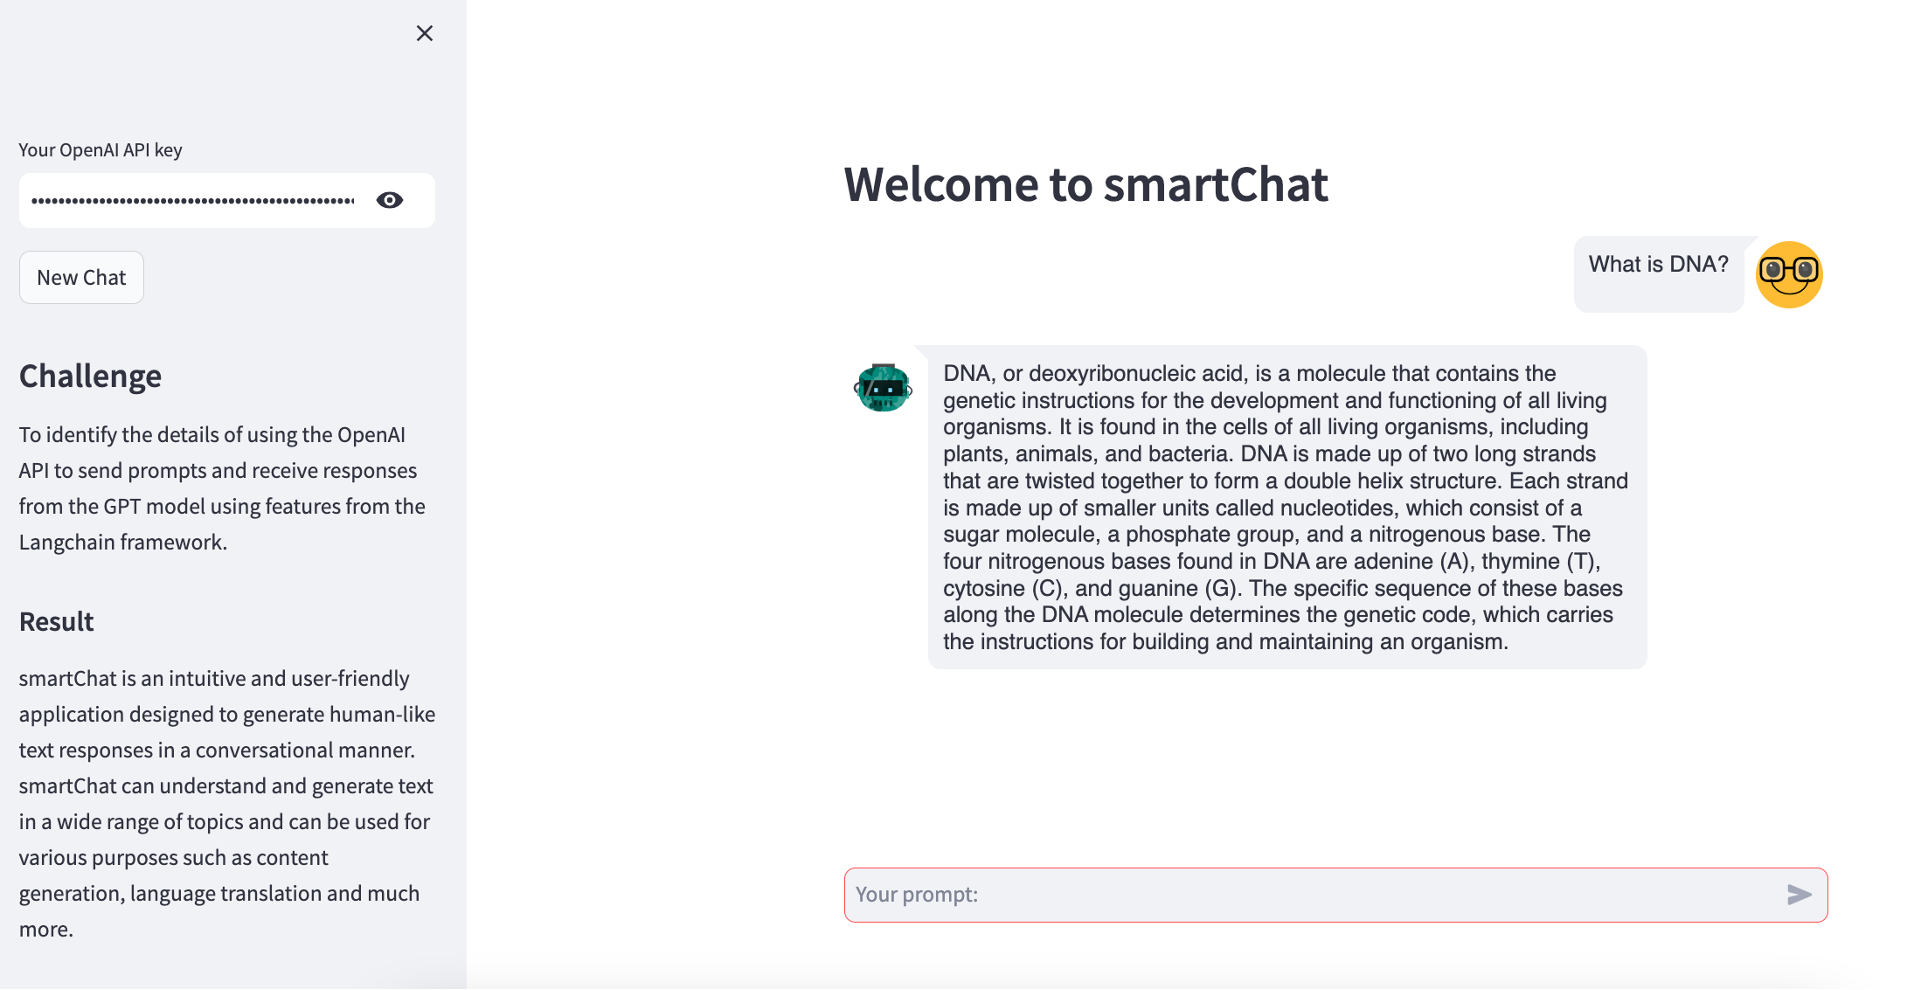 Your OpenAI API key
New Chat
Challenge
To identify the details of using the OpenAI
API to send prompts and receive responses
from the GPT model using features from the
Langchain framework.
Result
smartChat is an intuitive and user-friendly
application designed to generate human-like
text responses in a conversational manner.
smartChat can understand and generate text
in a wide range of topics and can be used for
various purposes such as content
generation, language translation and much
more.
Welcome to smartChat
What is DNA?
DNA, or deoxyribonucleic acid, is a molecule that contains the
genetic instructions for the development and functioning of all living
organisms. It is found in the cells of all living organisms, including
plants, animals, and bacteria. DNA is made up of two long strands
that are twisted together to form a double helix structure. Each strand
is made up of smaller units called nucleotides, which consist of a
sugar molecule, a phosphate group, and a nitrogenous base. The
four nitrogenous bases found in DNA are adenine (A), thymine (T),
cytosine (C), and guanine (G). The specific sequence of these bases
along the DNA molecule determines the genetic code, which carries
the instructions for building and maintaining an organism.
Your prompt: